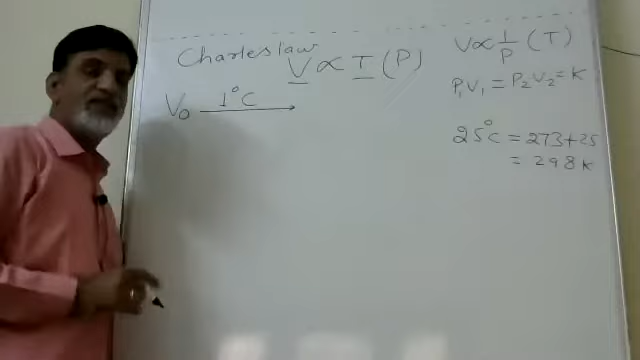 Charles law
V ∝ T (P)
V₀ 1°C →
V ∝ 1/P (T)
P₁V₁ = P₂V₂ = K
25°C = 273+25
= 298 K